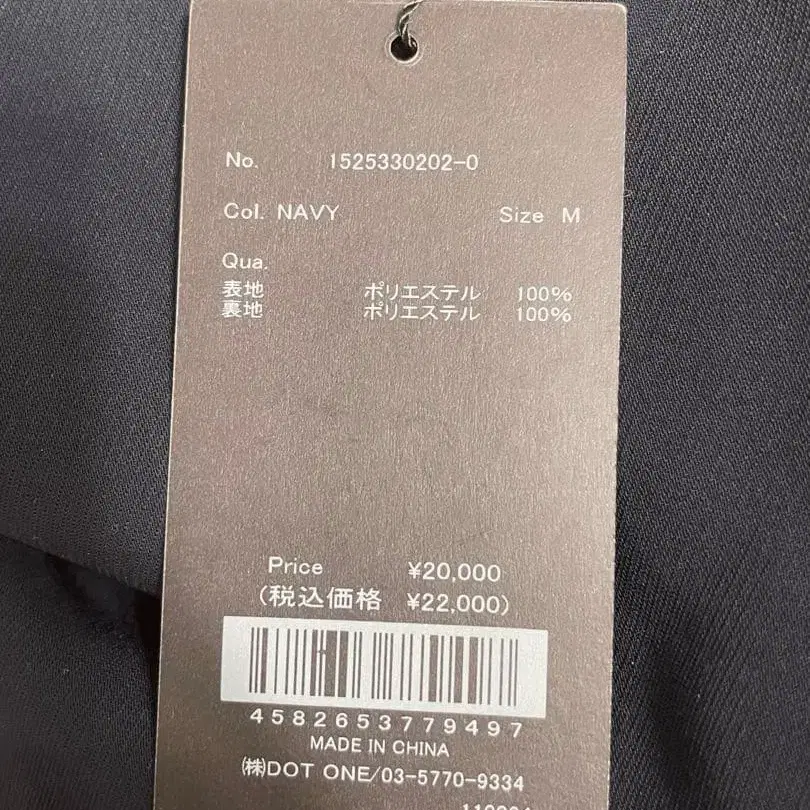 No. 1525330202-0
Col. NAVY Size M
Qua.
表地 ポリエステル 100%
裏地 ポリエステル 100%
Price ¥20,000
(税込価格 ¥22,000)
4582653779497
MADE IN CHINA
㈱DOT ONE/03-5770-9334